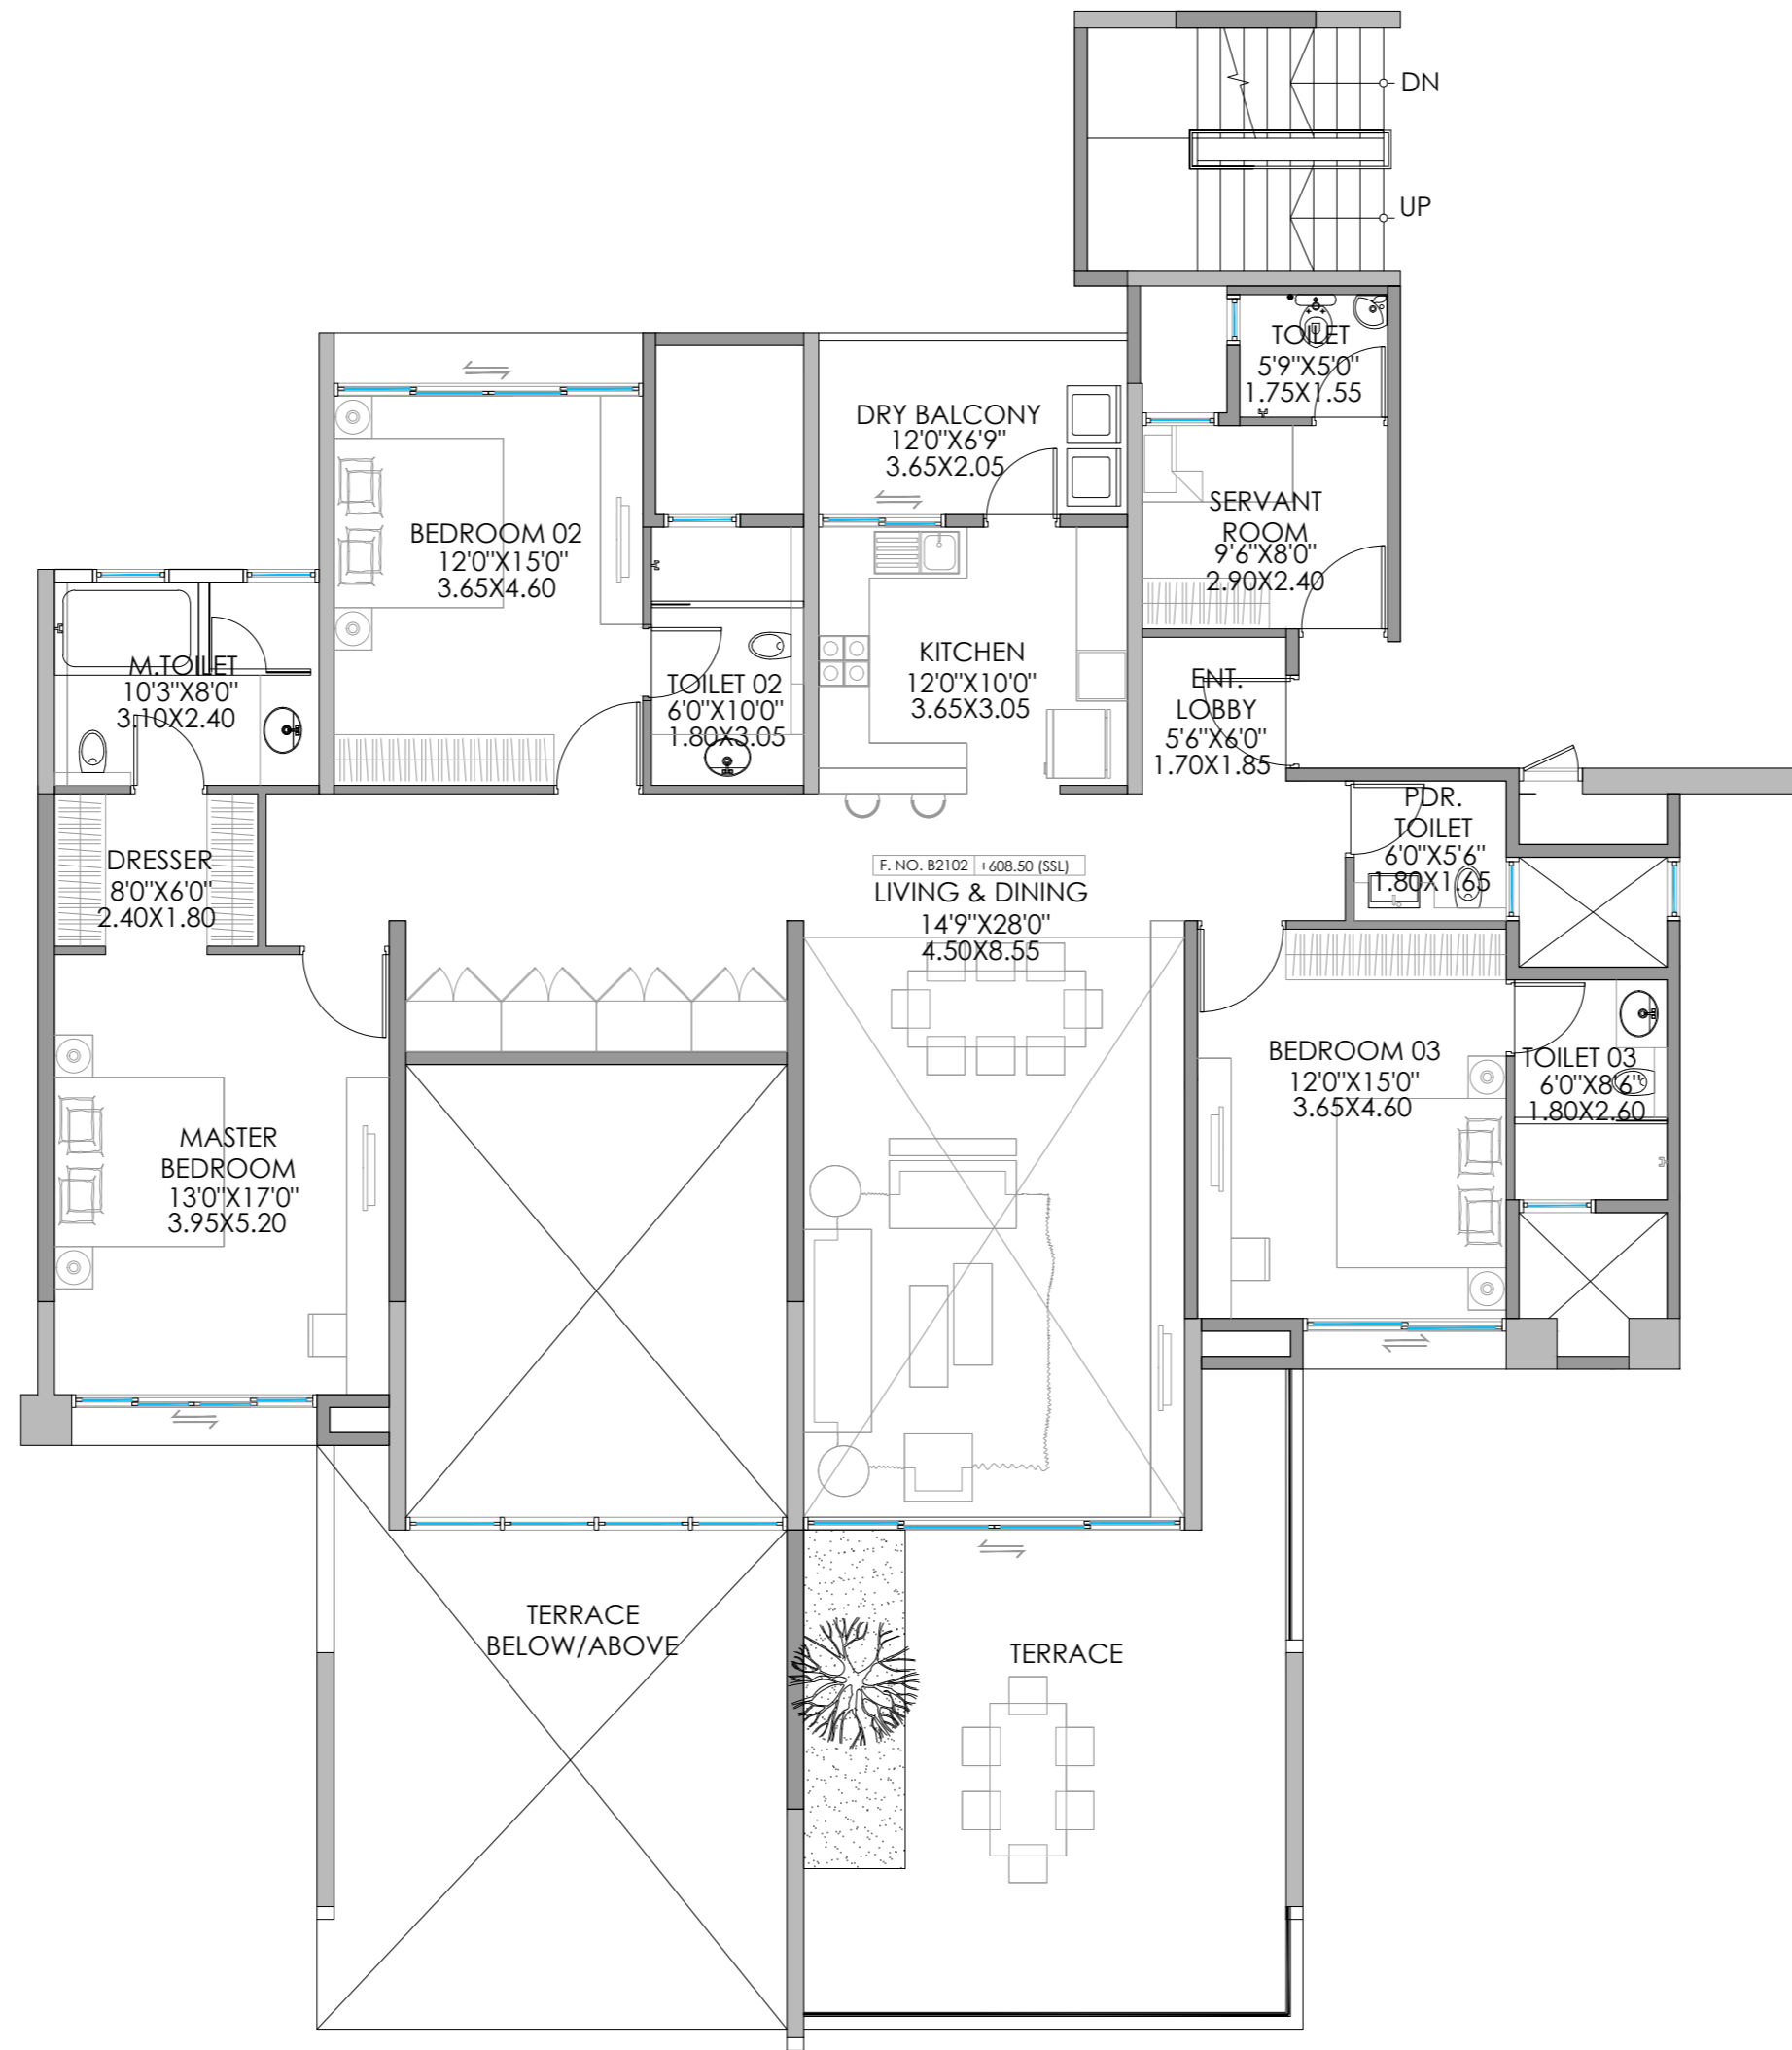 DN
UP
TOILET
5'9"X5'0"
1.75X1.55
DRY BALCONY
12'0"X6'9"
3.65X2.05
SERVANT
ROOM
9'6"X8'0"
2.90X2.40
BEDROOM 02
12'0"X15'0"
3.65X4.60
M.TOILET
10'3"X8'0"
3.10X2.40
TOILET 02
6'0"X10'0"
1.80X3.05
KITCHEN
12'0"X10'0"
3.65X3.05
ENT.
LOBBY
5'6"X6'0"
1.70X1.85
PDR.
TOILET
6'0"X5'6"
1.80X1.65
DRESSER
8'0"X6'0"
2.40X1.80
F. NO. B2102 +608.50 (SSL)
LIVING & DINING
14'9"X28'0"
4.50X8.55
BEDROOM 03
12'0"X15'0"
3.65X4.60
TOILET 03
6'0"X8'6"
1.80X2.60
MASTER
BEDROOM
13'0"X17'0"
3.95X5.20
TERRACE
BELOW/ABOVE
TERRACE